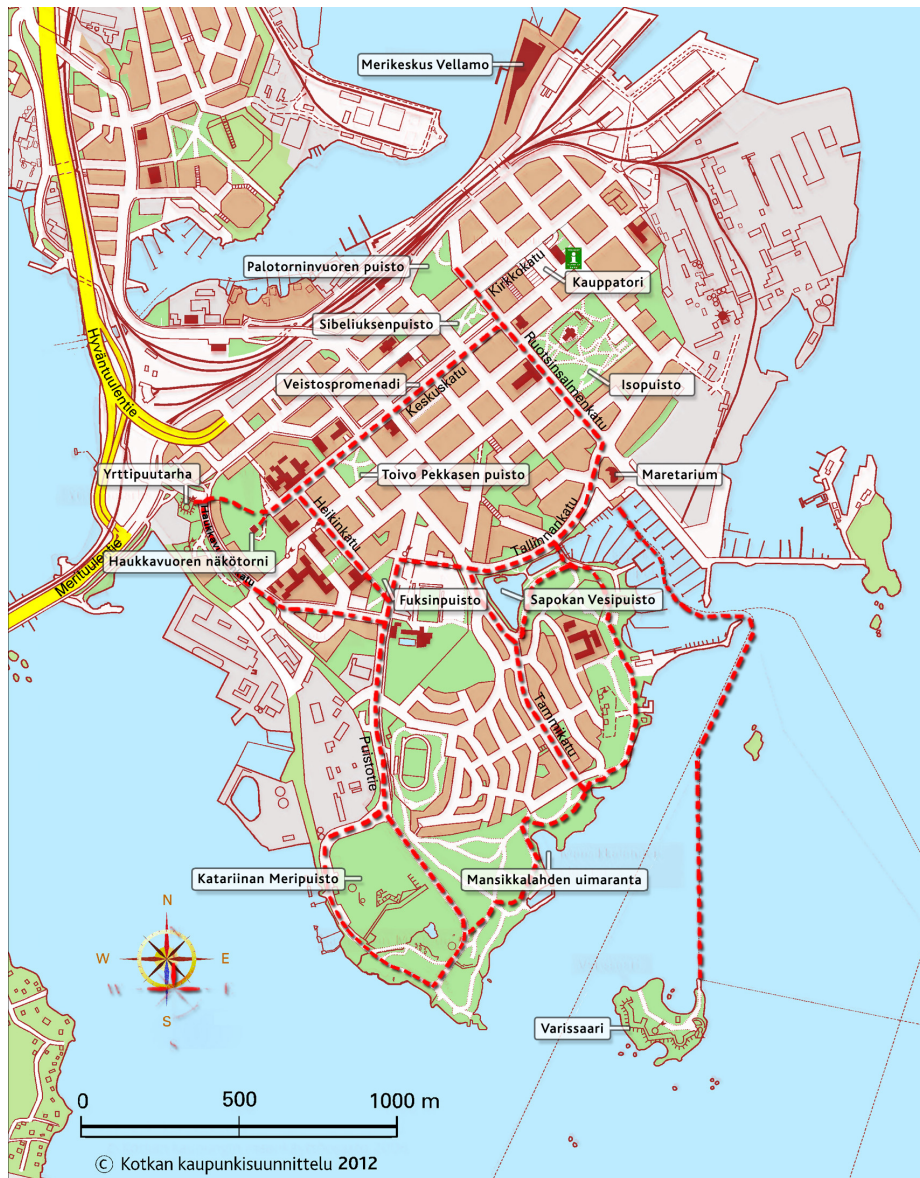 Merikeskus Vellamo
Palotorninvuoren puisto
Kirkkokatu
i
Kauppatori
Sibeliuksenpuisto
Ruotsinsalmenkatu
Hyväntuulentie
Veistospromenadi
Keskuskatu
Isopuisto
Yrttipuutarha
Toivo Pekkasen puisto
Maretarium
Heikinkatu
Tallinnankatu
Haukkavuoren näkötorni
Merituulentie
Fuksinpuisto
Sapokan Vesipuisto
Tammikatu
Puistotie
Katariinan Meripuisto
Mansikkalahden uimaranta
N
W
E
S
Varissaari
0 500 1000 m
© Kotkan kaupunkisuunnittelu 2012